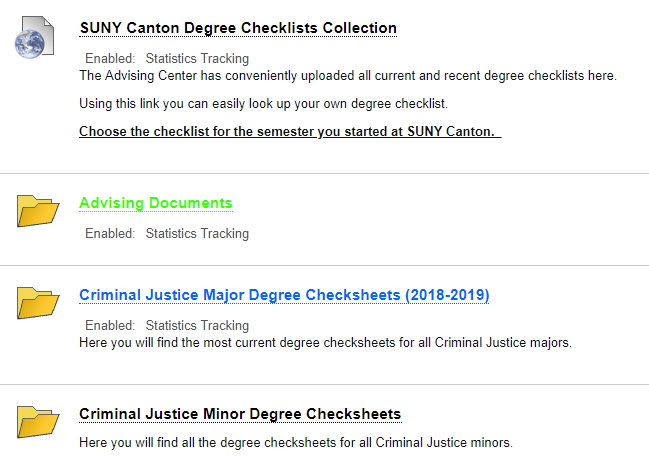 SUNY Canton Degree Checklists Collection
Enabled: Statistics Tracking
The Advising Center has conveniently uploaded all current and recent degree checklists here.
Using this link you can easily look up your own degree checklist.
Choose the checklist for the semester you started at SUNY Canton.
Advising Documents
Enabled: Statistics Tracking
Criminal Justice Major Degree Checksheets (2018-2019)
Enabled: Statistics Tracking
Here you will find the most current degree checksheets for all Criminal Justice majors.
Criminal Justice Minor Degree Checksheets
Here you will find all the degree checksheets for all Criminal Justice minors.